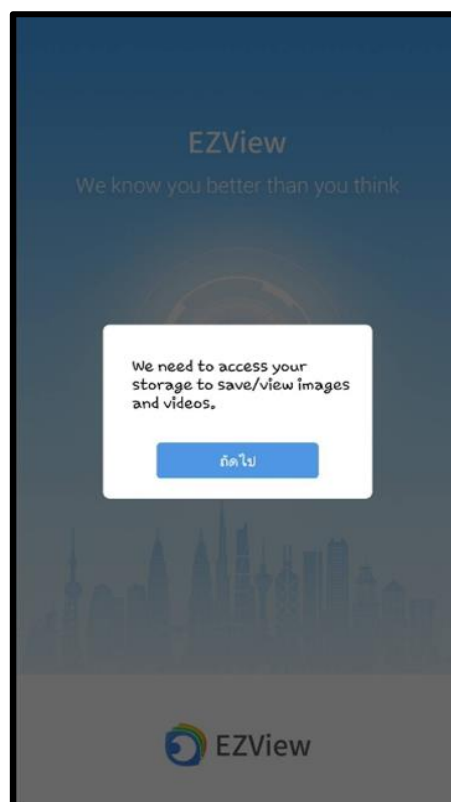 EZView
We know you better than you think
We need to access your
storage to save/view images
and videos.
ถัดไป
EZView